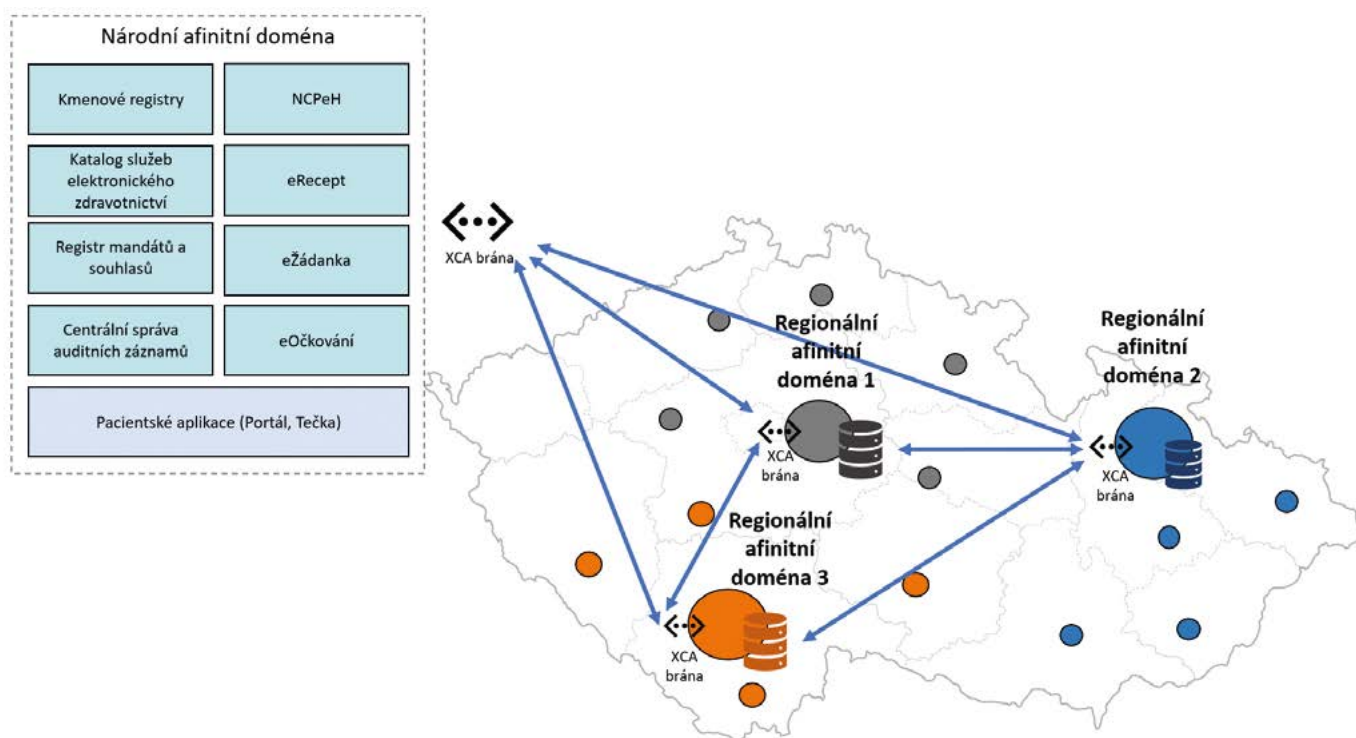 Národní afinitní doména
Kmenové registry
NCPeH
Katalog služeb
elektronického
zdravotnictví
eRecept
Registr mandátů a
souhlasů
eŽádanka
Centrální správa
auditních záznamů
eOčkování
Pacientské aplikace (Portál, Tečka)
XCA brána
Regionální
afinitní
doména 1
XCA
brána
Regionální
afinitní
doména 2
XCA
brána
Regionální
afinitní
doména 3
XCA
brána